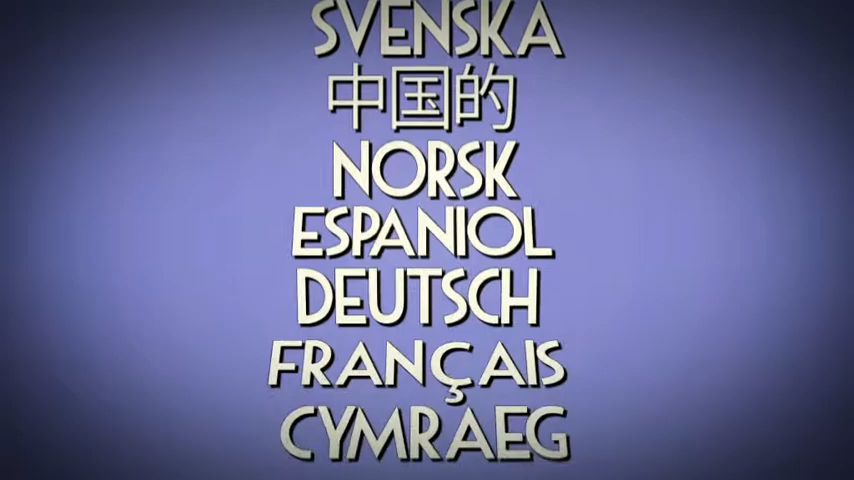 SVENSKA
中国的
NORSK
ESPANIOL
DEUTSCH
FRANÇAIS
CYMRAEG